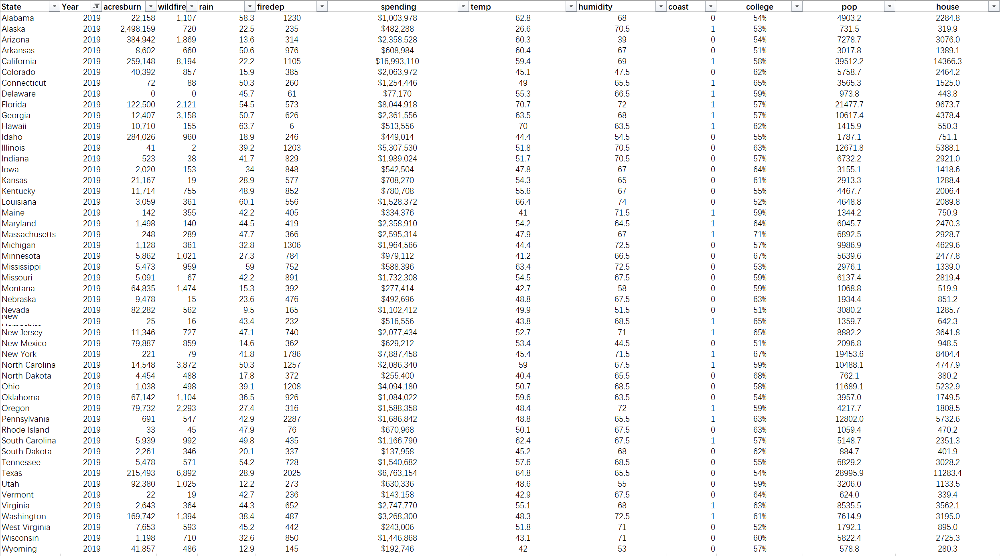 State Year acresburn wildfire rain firedep spending temp humidity coast college pop house
Alabama 2019 22,158 1,107 58.3 1230 $1,003,978 62.8 68 0 54% 4903.2 2284.8
Alaska 2019 2,498,159 720 22.5 235 $482,288 26.6 70.5 1 53% 731.5 319.9
Arizona 2019 384,942 1,869 13.6 314 $2,358,528 60.3 39 0 54% 7278.7 3076.0
Arkansas 2019 8,602 660 50.6 976 $608,984 60.4 67 0 51% 3017.8 1389.1
California 2019 259,148 8,194 22.2 1105 $16,993,110 59.4 69 1 58% 39512.2 14366.3
Colorado 2019 40,392 857 15.9 385 $2,063,972 45.1 47.5 0 62% 5758.7 2464.2
Connecticut 2019 72 88 50.3 260 $1,254,446 49 65.5 1 65% 3565.3 1525.0
Delaware 2019 0 0 45.7 61 $77,170 55.3 66.5 1 59% 973.8 443.8
Florida 2019 122,500 2,121 54.5 573 $8,044,918 70.7 72 1 57% 21477.7 9673.7
Georgia 2019 12,407 3,158 50.7 626 $2,361,556 63.5 68 1 57% 10617.4 4378.4
Hawaii 2019 10,710 155 63.7 6 $513,556 70 63.5 1 62% 1415.9 550.3
Idaho 2019 284,026 960 18.9 246 $449,014 44.4 54.5 0 55% 1787.1 751.1
Illinois 2019 41 2 39.2 1203 $5,307,530 51.8 70.5 0 63% 12671.8 5388.1
Indiana 2019 523 38 41.7 829 $1,989,024 51.7 70.5 0 57% 6732.2 2921.0
Iowa 2019 2,020 153 34 848 $542,504 47.8 67 0 64% 3155.1 1418.6
Kansas 2019 21,167 19 28.9 577 $708,270 54.3 65 0 61% 2913.3 1288.4
Kentucky 2019 11,714 755 48.9 852 $780,708 55.6 67 0 55% 4467.7 2006.4
Louisiana 2019 3,059 361 60.1 556 $1,528,372 66.4 74 0 52% 4648.8 2089.8
Maine 2019 142 355 42.2 405 $334,376 41 71.5 1 59% 1344.2 750.9
Maryland 2019 1,498 140 44.5 419 $2,358,910 54.2 64.5 1 64% 6045.7 2470.3
Massachusetts 2019 248 289 47.7 366 $2,595,314 47.9 67 1 71% 6892.5 2928.7
Michigan 2019 1,128 361 32.8 1306 $1,964,566 44.4 72.5 0 57% 9986.9 4629.6
Minnesota 2019 5,862 1,021 27.3 784 $979,112 41.2 66.5 0 67% 5639.6 2477.8
Mississippi 2019 5,473 959 59 752 $588,396 63.4 72.5 0 53% 2976.1 1339.0
Missouri 2019 5,091 67 42.2 891 $1,732,308 54.5 67.5 0 59% 6137.4 2819.4
Montana 2019 64,835 1,474 15.3 392 $277,414 42.7 58 0 59% 1068.8 519.9
Nebraska 2019 9,478 15 23.6 476 $492,696 48.8 67.5 0 63% 1934.4 851.2
Nevada 2019 82,282 562 9.5 165 $1,102,412 49.9 51.5 0 51% 3080.2 1285.7
New 2019 25 16 43.4 232 $516,556 43.8 68.5 1 65% 1359.7 642.3
New Jersey 2019 11,346 727 47.1 740 $2,077,434 52.7 71 1 65% 8882.2 3641.8
New Mexico 2019 79,887 859 14.6 362 $629,212 53.4 44.5 0 51% 2096.8 948.5
New York 2019 221 79 41.8 1786 $7,887,458 45.4 71.5 1 67% 19453.6 8404.4
North Carolina 2019 14,548 3,872 50.3 1257 $2,086,340 59 67.5 1 59% 10488.1 4747.9
North Dakota 2019 4,454 488 17.8 372 $255,400 40.4 65.5 0 68% 762.1 380.2
Ohio 2019 1,038 498 39.1 1208 $4,094,180 50.7 68.5 0 58% 11689.1 5232.9
Oklahoma 2019 67,142 1,104 36.5 926 $1,084,022 59.6 63.5 0 54% 3957.0 1749.5
Oregon 2019 79,732 2,293 27.4 316 $1,588,358 48.4 72 1 59% 4217.7 1808.5
Pennsylvania 2019 691 547 42.9 2287 $1,686,842 48.8 65.5 1 63% 12802.0 5732.6
Rhode Island 2019 33 45 47.9 76 $670,968 50.1 67.5 0 63% 1059.4 470.2
South Carolina 2019 5,939 992 49.8 435 $1,166,790 62.4 67.5 1 57% 5148.7 2351.3
South Dakota 2019 2,261 346 20.1 337 $137,958 45.2 68 0 62% 884.7 401.9
Tennessee 2019 5,478 571 54.2 728 $1,540,682 57.6 68.5 0 55% 6829.2 3028.2
Texas 2019 215,493 6,892 28.9 2025 $6,763,154 64.8 65.5 0 54% 28995.9 11283.4
Utah 2019 92,380 1,025 12.2 273 $630,336 48.6 55 0 59% 3206.0 1133.5
Vermont 2019 22 19 42.7 236 $143,158 42.9 67.5 0 64% 624.0 339.4
Virginia 2019 2,643 364 44.3 652 $2,747,770 55.1 68 1 63% 8535.5 3562.1
Washington 2019 169,742 1,394 38.4 487 $3,268,300 48.3 72.5 1 61% 7614.9 3195.0
West Virginia 2019 7,653 593 45.2 442 $243,006 51.8 71 0 52% 1792.1 895.0
Wisconsin 2019 1,198 710 32.6 850 $1,446,868 43.1 71 0 60% 5822.4 2725.3
Wyoming 2019 41,857 486 12.9 145 $192,746 42 53 0 57% 578.8 280.3